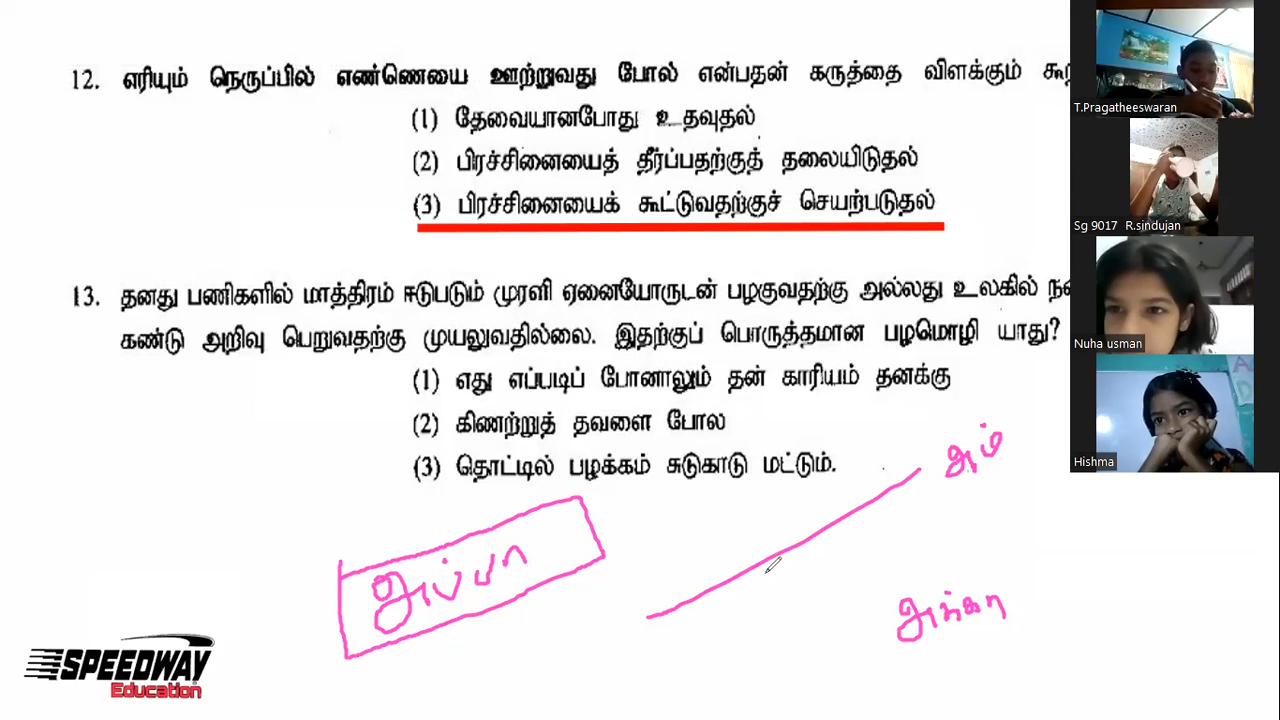 12. எரியும் நெருப்பில் எண்ணெயை ஊற்றுவது போல் என்பதன் கருத்தை விளக்கும்
(1) தேவையானபோது உதவுதல்
(2) பிரச்சினையைத் தீர்ப்பதற்குத் தலையிடுதல்
(3) பிரச்சினையைக் கூட்டுவதற்குச் செயற்படுதல்
13. தனது பணிகளில் மாத்திரம் ஈடுபடும் முரளி ஏனையோருடன் பழகுவதற்கு அல்லது உலகில்
கண்டு அறிவு பெறுவதற்கு முயலுவதில்லை. இதற்குப் பொருத்தமான பழமொழி யாது?
(1) எது எப்படிப் போனாலும் தன் காரியம் தனக்கு
(2) கிணற்றுத் தவளை போல
(3) தொட்டில் பழக்கம் சுடுகாடு மட்டும்.
அம்
அப்பா
SPEEDWAY
Education
T.Pragatheeswaran
Sg 9017 R.sindujan
Nuha usman
Hishma